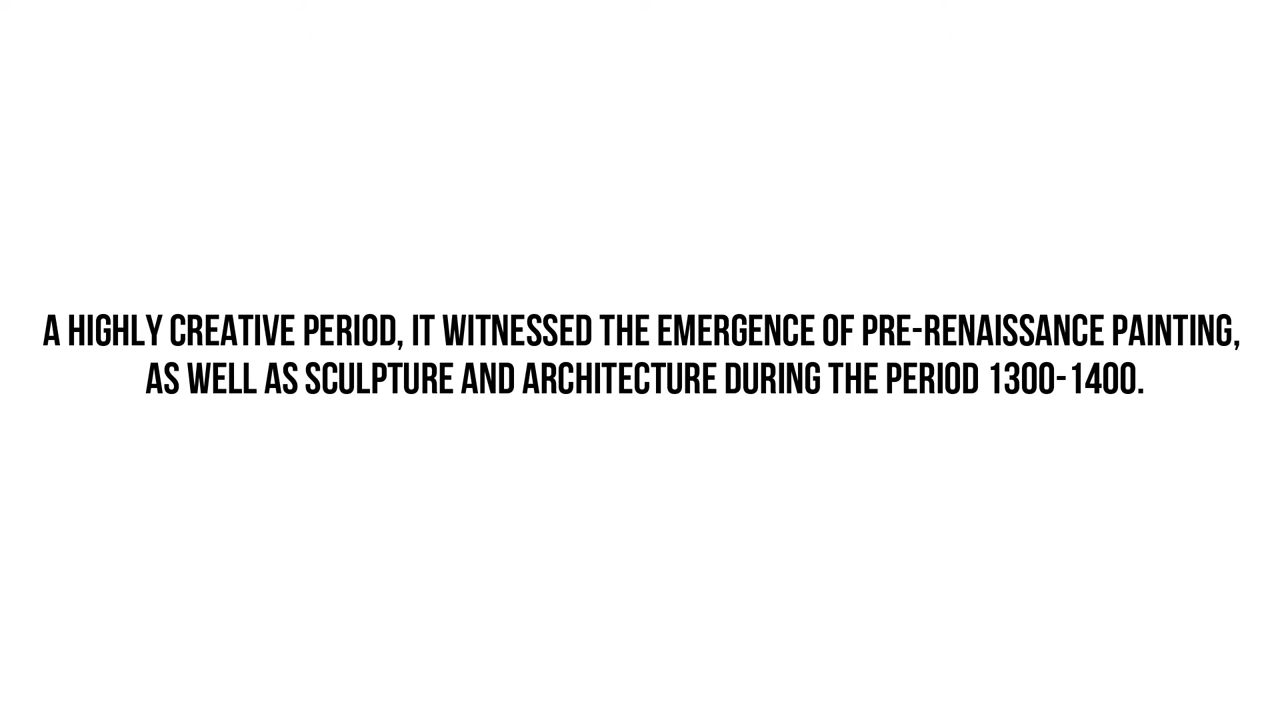 A HIGHLY CREATIVE PERIOD, IT WITNESSED THE EMERGENCE OF PRE-RENAISSANCE PAINTING,
AS WELL AS SCULPTURE AND ARCHITECTURE DURING THE PERIOD 1300-1400.